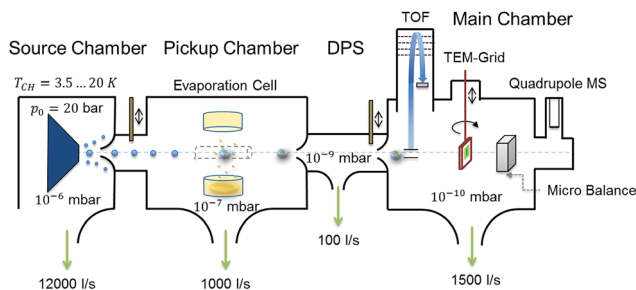 TOF
Main Chamber
Source Chamber
Pickup Chamber
DPS
TEM-Grid
T_CH = 3.5 … 20 K
Evaporation Cell
Quadrupole MS
p₀ = 20 bar
10⁻⁹ mbar
10⁻⁶ mbar
10⁻⁷ mbar
10⁻¹⁰ mbar
Micro Balance
100 l/s
12000 l/s
1000 l/s
1500 l/s